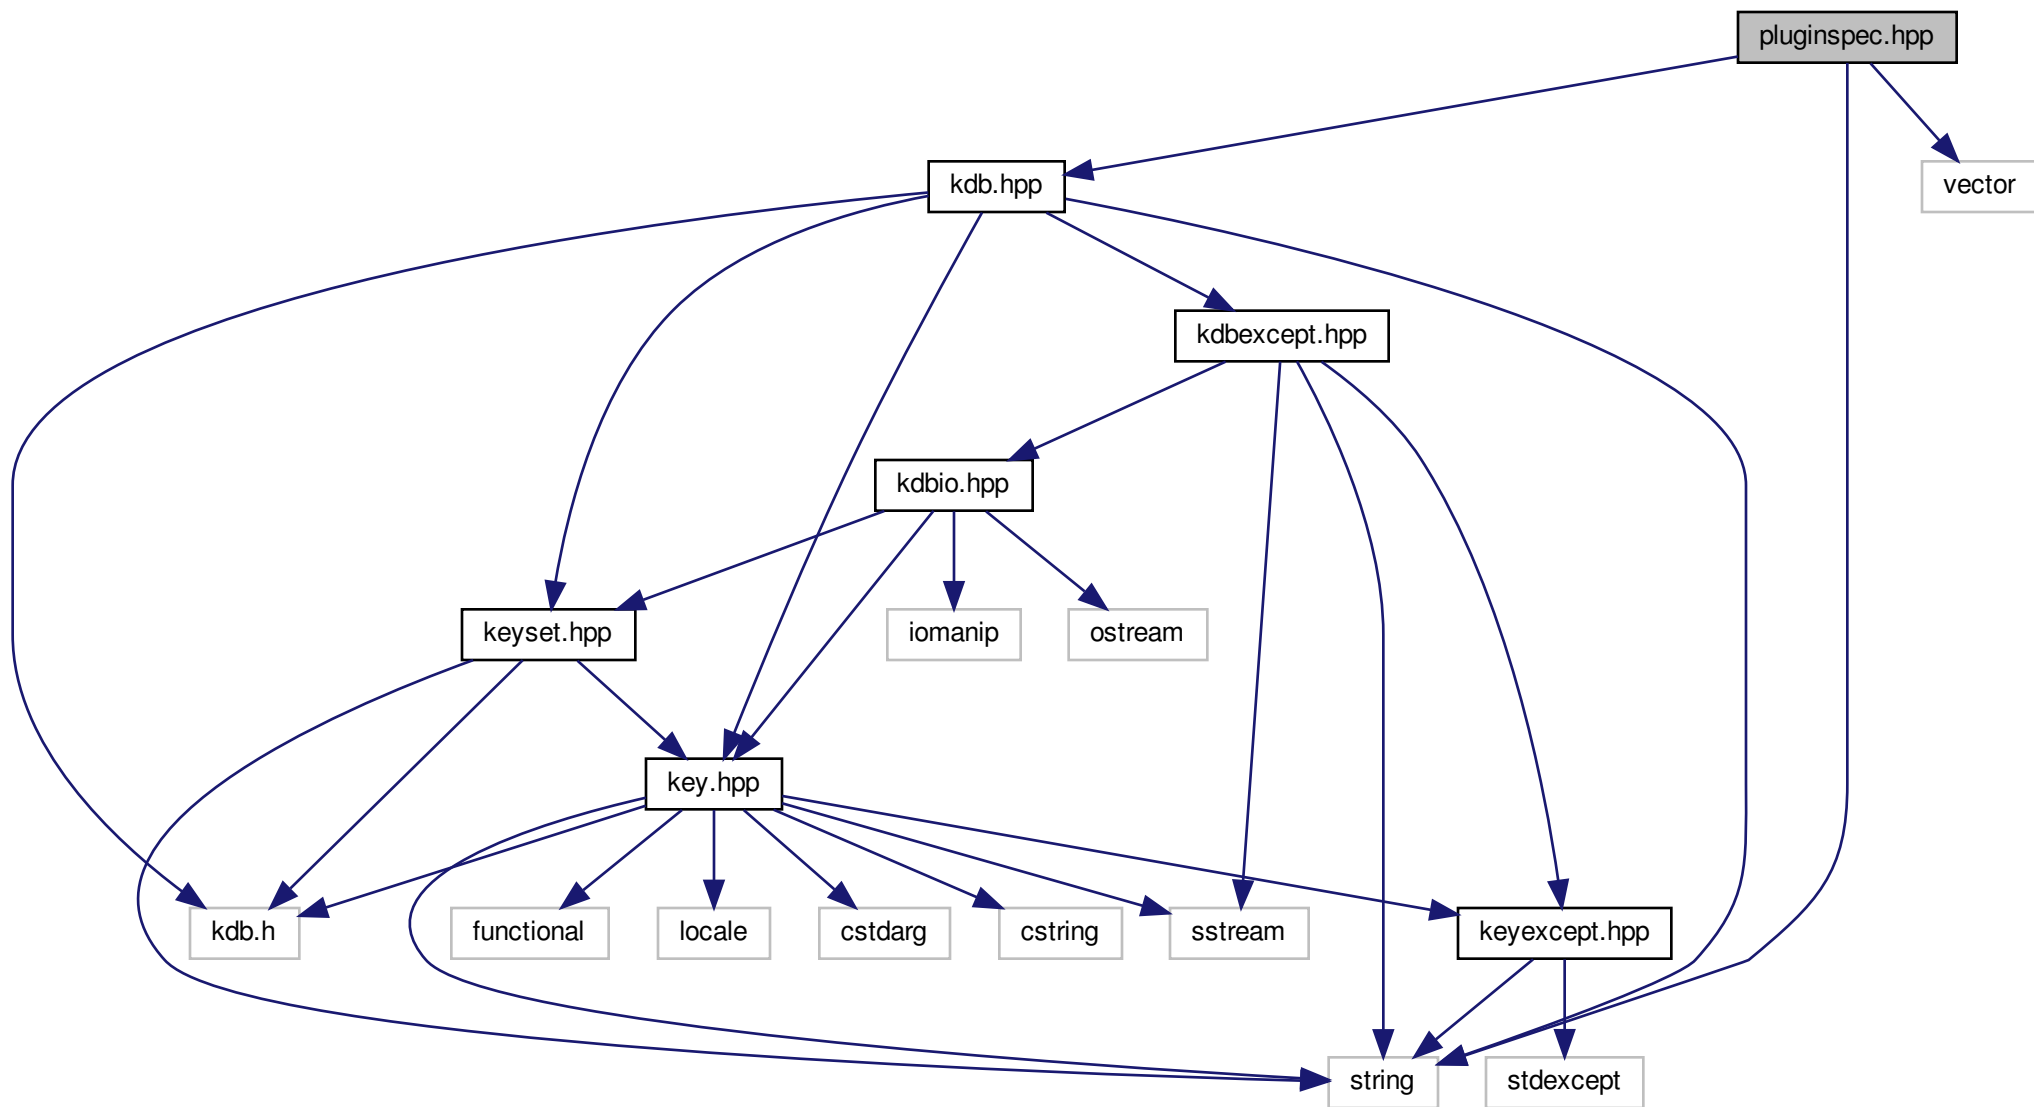 pluginspec.hpp
kdb.hpp
vector
kdbexcept.hpp
kdbio.hpp
keyset.hpp
iomanip
ostream
key.hpp
kdb.h
functional
locale
cstdarg
cstring
sstream
keyexcept.hpp
string
stdexcept